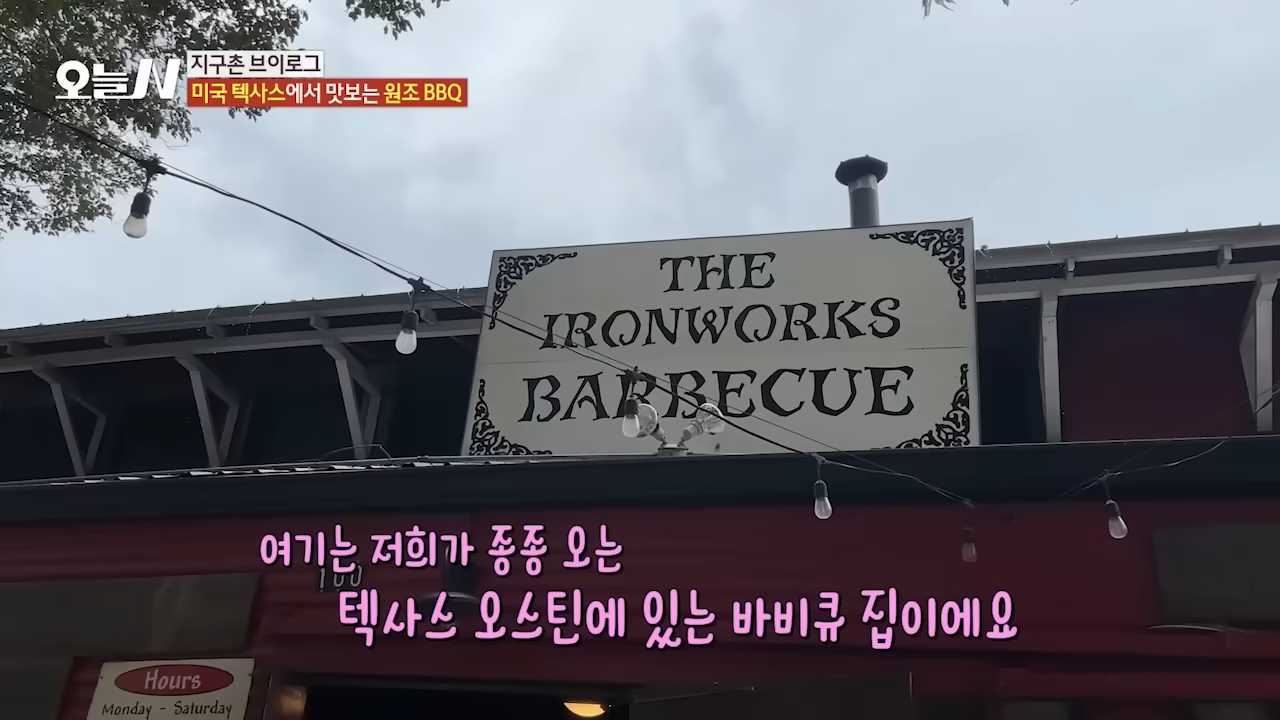 오늘N
지구촌 브이로그
미국 텍사스에서 맛보는 원조 BBQ
THE
IRONWORKS
BARBECUE
여기는 저희가 종종 오는
100
텍사스 오스틴에 있는 바비큐 집이에요
Hours
Monday - Saturday